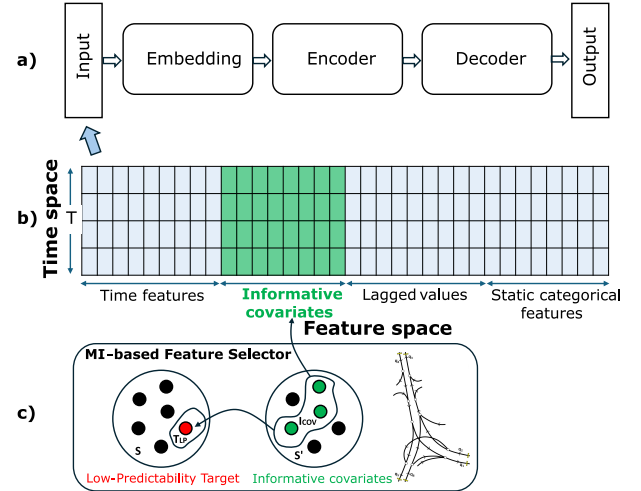 a)
Input
Embedding
Encoder
Decoder
Output
b)
Time space
T
Time features
Informative
covariates
Lagged values
Static categorical
features
Feature space
c)
MI-based Feature Selector
S
TLP
ICOV
S'
Low-Predictability Target
Informative covariates